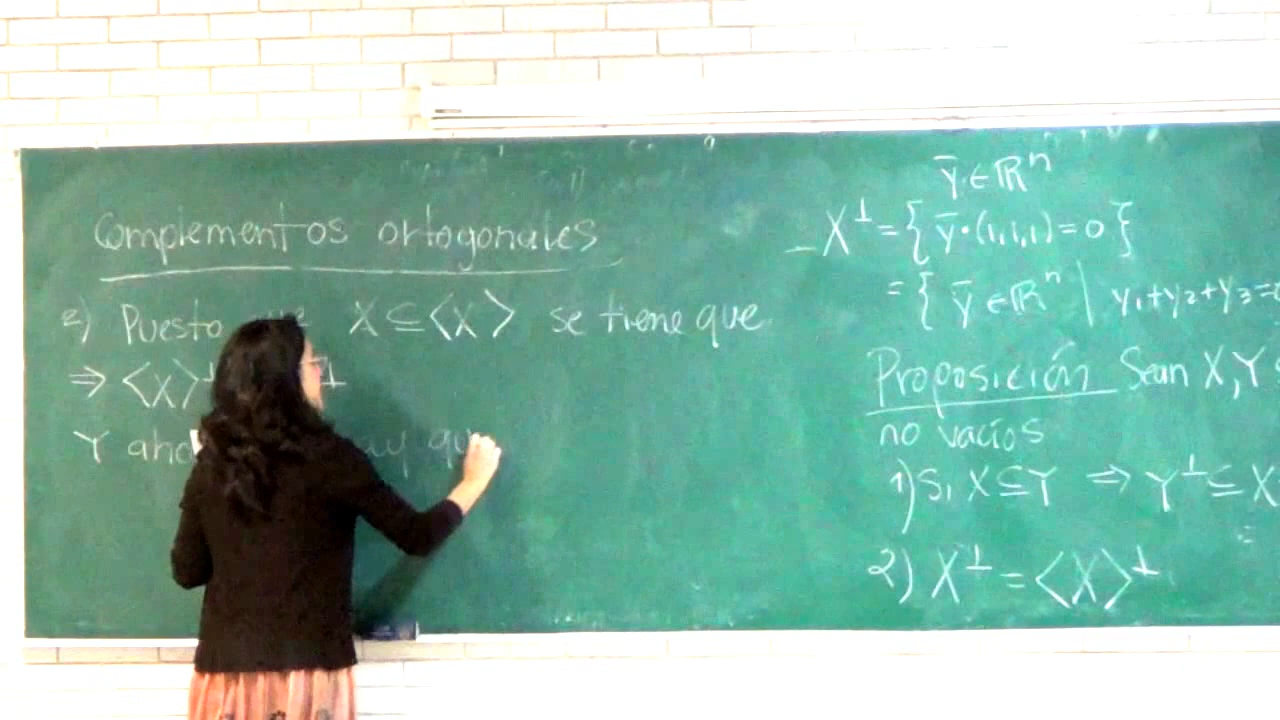 Complementos ortogonales
2) Puesto X ⊆ ⟨X⟩ se tiene que
⇒ ⟨X⟩⊥ ⊥
Y qu
ȳ ∈ ℝⁿ
X⊥ = { ȳ • (1,1,1) = 0 }
= { ȳ ∈ ℝⁿ | y₁+y₂+y₃=
Proposición Sean X, Y
no vacíos
1) Si X ⊆ Y ⇒ Y⊥ ⊆ X
2) X⊥ = ⟨X⟩⊥